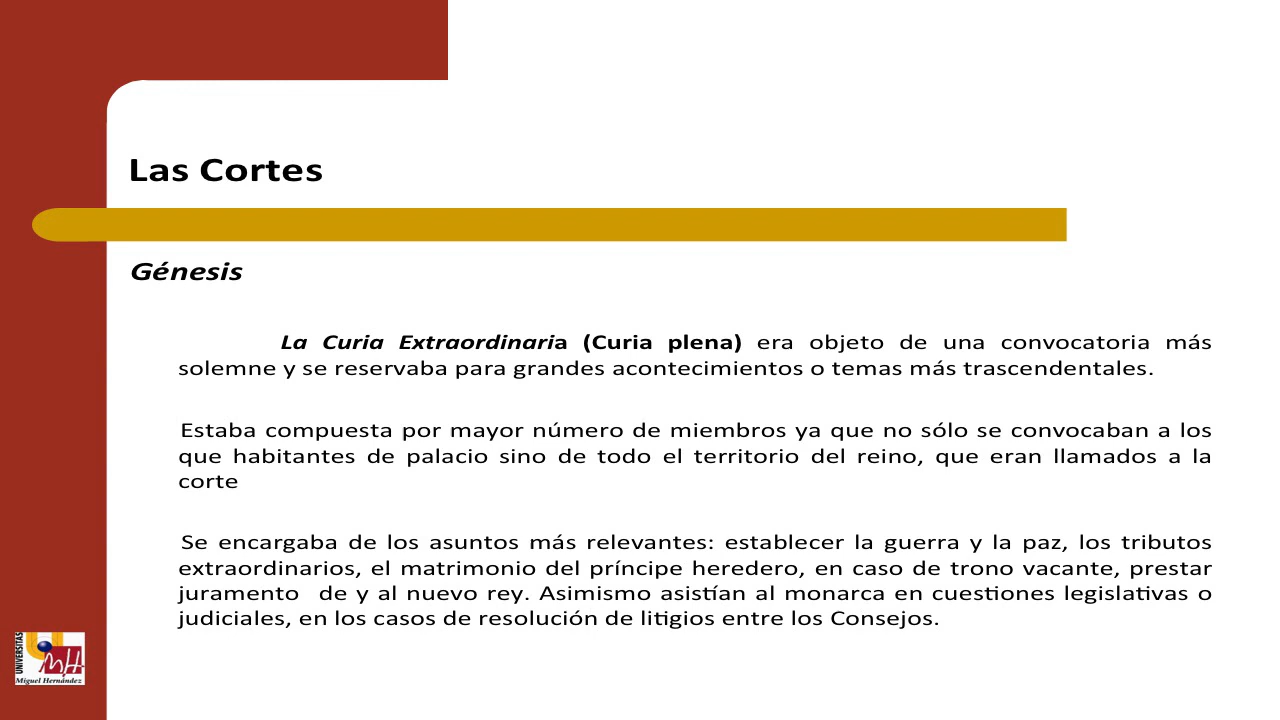 Las Cortes
Génesis
La Curia Extraordinaria (Curia plena) era objeto de una convocatoria más
solemne y se reservaba para grandes acontecimientos o temas más trascendentales.
Estaba compuesta por mayor número de miembros ya que no sólo se convocaban a los
que habitantes de palacio sino de todo el territorio del reino, que eran llamados a la
corte
Se encargaba de los asuntos más relevantes: establecer la guerra y la paz, los tributos
extraordinarios, el matrimonio del príncipe heredero, en caso de trono vacante, prestar
juramento de y al nuevo rey. Asimismo asistían al monarca en cuestiones legislativas o
judiciales, en los casos de resolución de litigios entre los Consejos.
UNIVERSITAS
MH
Miguel Hernández